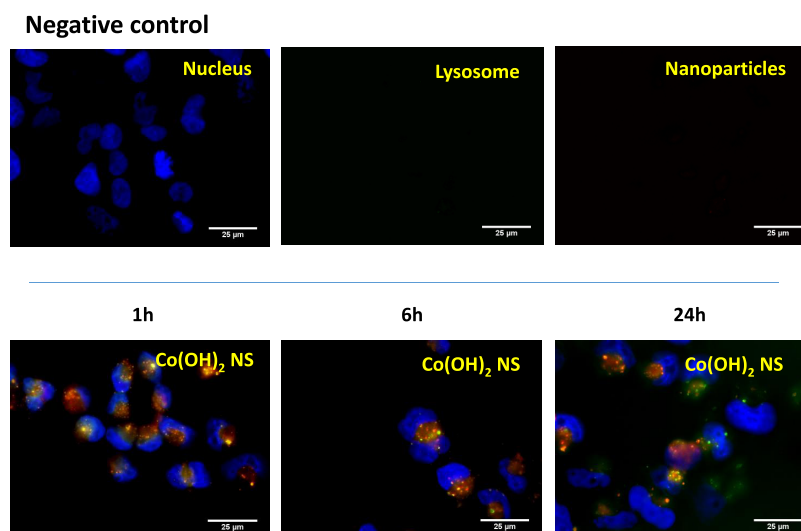 Negative control
Nucleus
Lysosome
Nanoparticles
25 µm
25 µm
25 µm
1h
6h
24h
Co(OH)₂ NS
Co(OH)₂ NS
Co(OH)₂ NS
25 µm
25 µm
25 µm